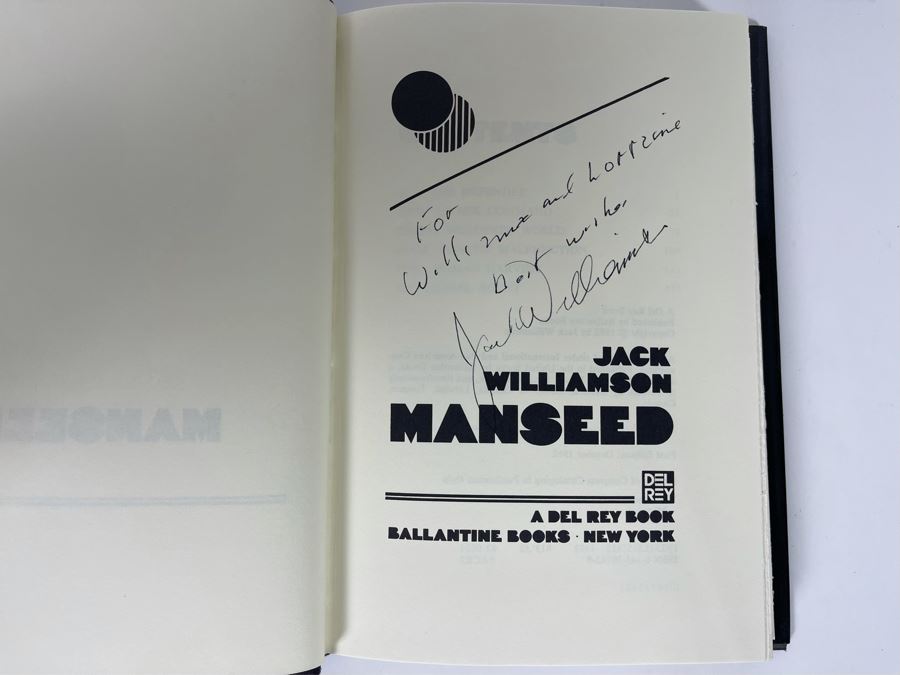 For
William and Lorraine
Best wishes
Jack Williamson
JACK
WILLIAMSON
MANSEED
DEL
REY
A DEL REY BOOK
BALLANTINE BOOKS · NEW YORK
MANSEED